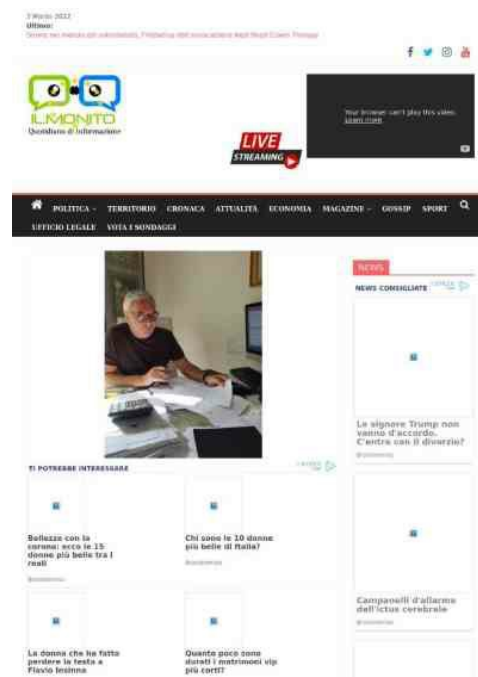 3 Marzo 2022
Ultimo:
IL MONITO
Quotidiano di informazione
LIVE
STREAMING
Your browser can't play this video.
Learn more
POLITICA
TERRITORIO
CRONACA
ATTUALITÀ
ECONOMIA
MAGAZINE
GOSSIP
SPORT
UFFICIO LEGALE
VOTA I SONDAGGI
TI POTREBBE INTERESSARE
Bellezze con la
corona: ecco le 15
donne più belle tra i
reali
Chi sono le 10 donne
più belle di Italia?
La donna che ha fatto
perdere la testa a
Flavio Insinna
Quanto poco sono
durati i matrimoni vip
più corti?
NEWS
NEWS CONSIGLIATE
Le signore Trump non
vanno d'accordo.
C'entra con il divorzio?
Campanelli d'allarme
dell'ictus cerebrale